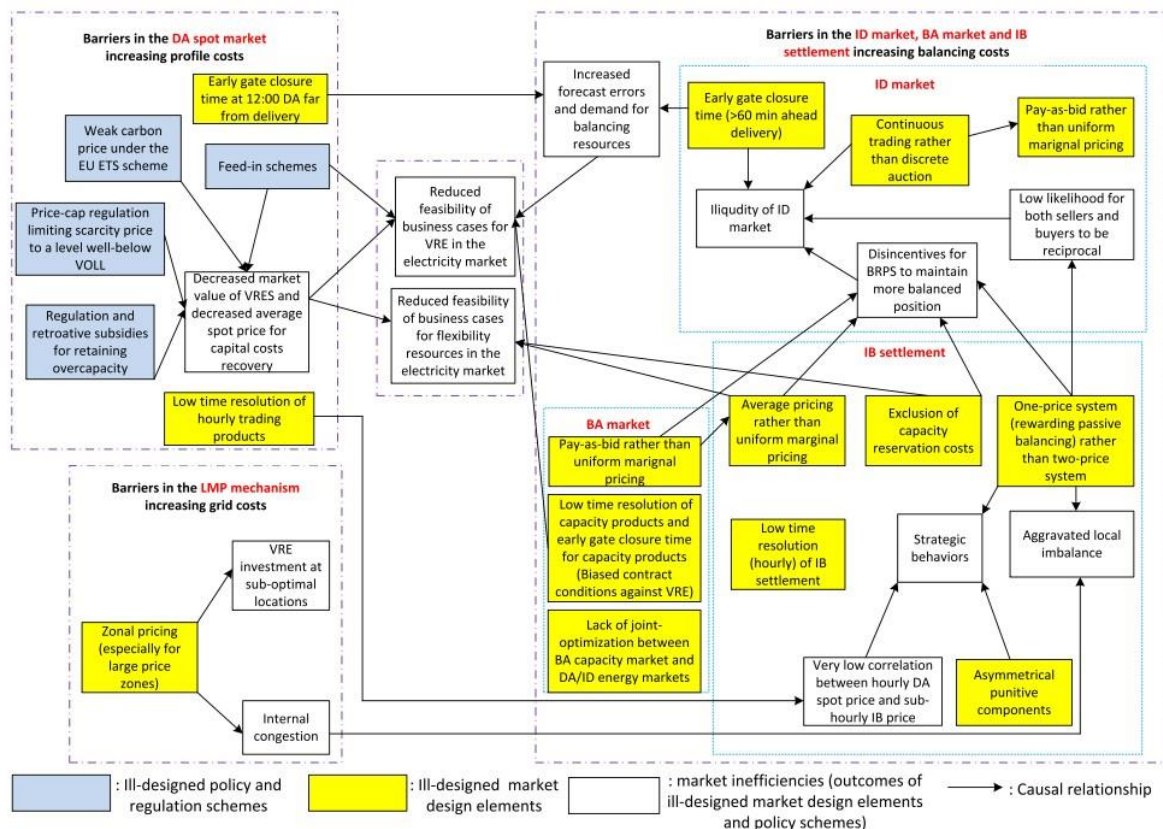 Barriers in the DA spot market
increasing profile costs
Early gate closure
time at 12:00 DA far
from delivery
Weak carbon
price under the
EU ETS scheme
Feed-in schemes
Price-cap regulation
limiting scarcity price
to a level well-below
VOLL
Regulation and
retroative subsidies
for retaining
overcapacity
Decreased market
value of VRES and
decreased average
spot price for
capital costs
recovery
Low time resolution of
hourly trading
products
Reduced
feasibility of
business cases for
VRE in the
electricity market
Reduced feasibility
of business cases
for flexibility
resources in the
electricity market
Barriers in the ID market, BA market and IB
settlement increasing balancing costs
Increased
forecast errors
and demand for
balancing
resources
ID market
Early gate closure
time (>60 min ahead
delivery)
Continuous
trading rather
than discrete
auction
Pay-as-bid rather
than uniform
marignal pricing
Iliqudity of ID
market
Low likelihood for
both sellers and
buyers to be
reciprocal
Disincentives for
BRPS to maintain
more balanced
position
IB settlement
Average pricing
rather than
uniform marginal
pricing
Exclusion of
capacity
reservation costs
One-price system
(rewarding passive
balancing) rather
than two-price
system
Low time
resolution
(hourly) of IB
settlement
Strategic
behaviors
Aggravated local
imbalance
Very low correlation
between hourly DA
spot price and sub-
hourly IB price
Asymmetrical
punitive
components
BA market
Pay-as-bid rather than
uniform marignal
pricing
Low time resolution of
capacity products and
early gate closure time
for capacity products
(Biased contract
conditions against VRE)
Lack of joint-
optimization between
BA capacity market and
DA/ID energy markets
Barriers in the LMP mechanism
increasing grid costs
VRE
investment at
sub-optimal
locations
Zonal pricing
(especially for
large price
zones)
Internal
congestion
: Ill-designed policy and
regulation schemes
: Ill-designed market
design elements
: market inefficiencies (outcomes of
ill-designed market design elements
and policy schemes)
: Causal relationship